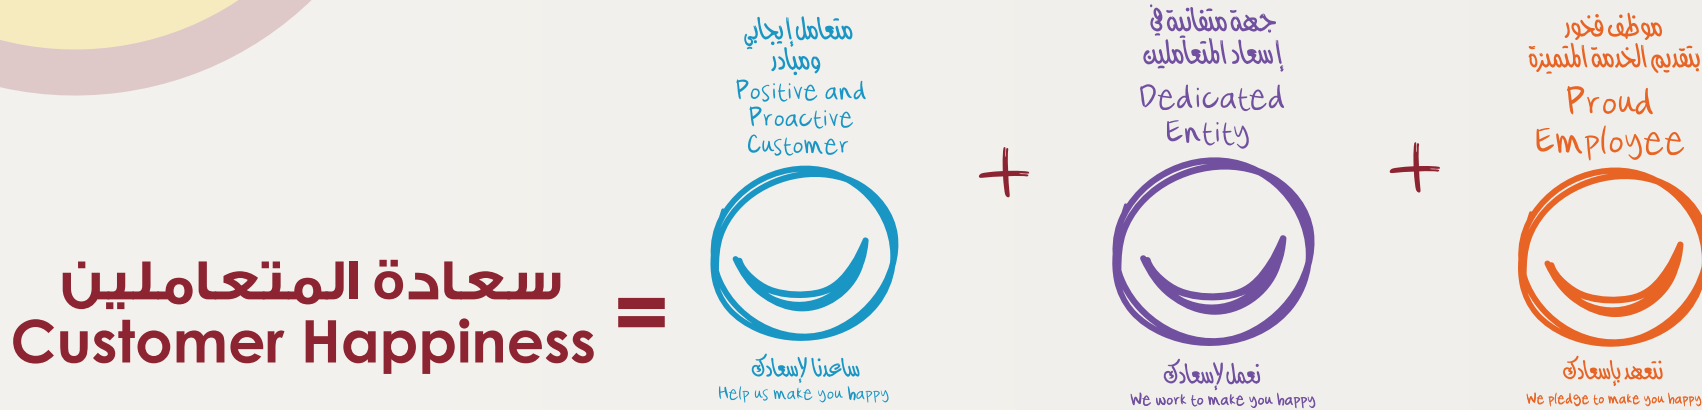 سعادة المتعاملين
Customer Happiness
=
متعامل إيجابي
ومبادر
Positive and
Proactive
Customer
ساعدنا لإسعادك
Help us make you happy
+
جهة متفانية في
إسعاد المتعاملين
Dedicated
Entity
نعمل لإسعادك
We work to make you happy
+
موظف فخور
بتقديم الخدمة المتميزة
Proud
Employee
نتعهد بإسعادك
We pledge to make you happy